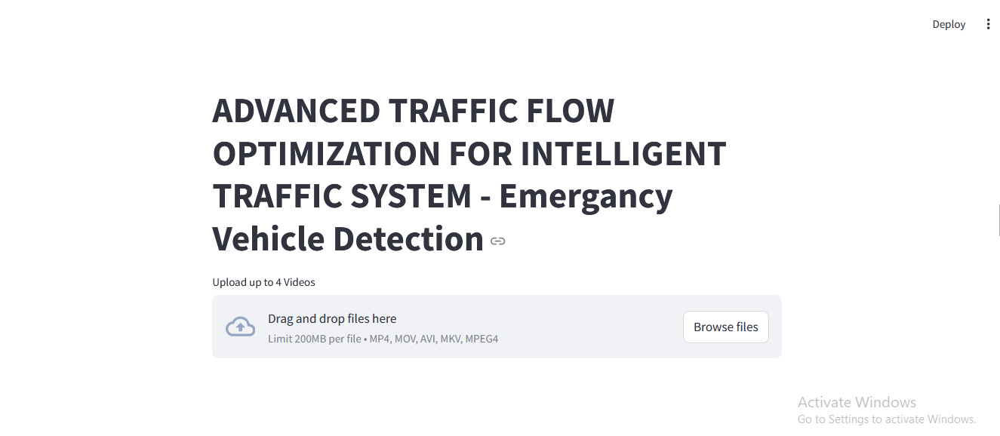 Deploy
ADVANCED TRAFFIC FLOW
OPTIMIZATION FOR INTELLIGENT
TRAFFIC SYSTEM - Emergancy
Vehicle Detection
Upload up to 4 Videos
Drag and drop files here
Limit 200MB per file • MP4, MOV, AVI, MKV, MPEG4
Browse files
Activate Windows
Go to Settings to activate Windows.